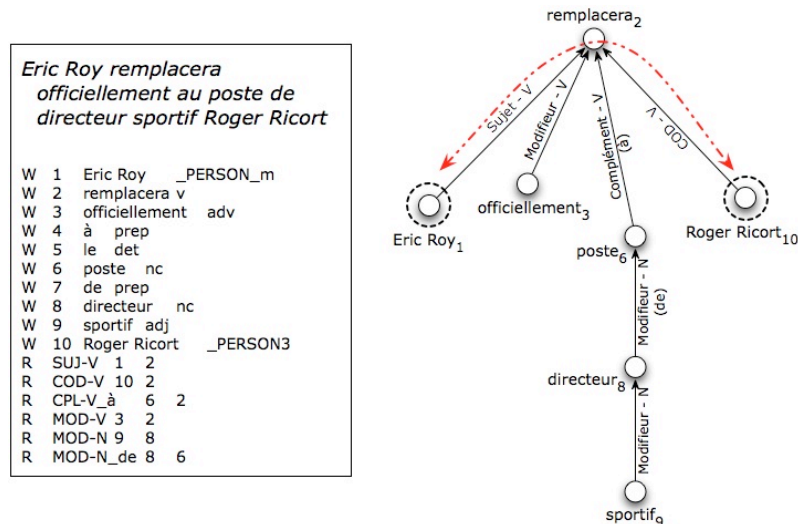 Eric Roy remplacera
officiellement au poste de
directeur sportif Roger Ricort
W 1 Eric Roy _PERSON_m
W 2 remplacera v
W 3 officiellement adv
W 4 à prep
W 5 le det
W 6 poste nc
W 7 de prep
W 8 directeur nc
W 9 sportif adj
W 10 Roger Ricort _PERSON3
R SUJ-V 1 2
R COD-V 10 2
R CPL-V_à 6 2
R MOD-V 3 2
R MOD-N 9 8
R MOD-N_de 8 6
remplacera2
Sujet - V
Modifieur - V
Complément - V
(à)
COD - V
Eric Roy1
officiellement3
Roger Ricort10
poste6
Modifieur - N
(de)
directeur8
Modifieur - N
sportif9